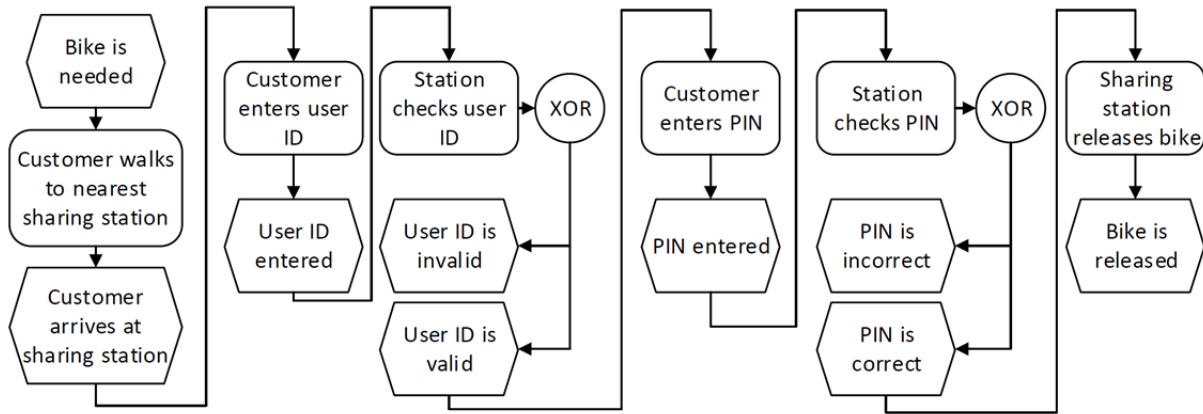 Bike is
needed
Customer walks
to nearest
sharing station
Customer
arrives at
sharing station
Customer
enters user
ID
User ID
entered
Station
checks user
ID
XOR
User ID is
invalid
User ID is
valid
Customer
enters PIN
PIN entered
Station
checks PIN
XOR
PIN is
incorrect
PIN is
correct
Sharing
station
releases bike
Bike is
released